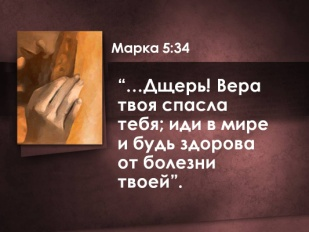 Марка 5:34
“…Дщерь! Вера
твоя спасла
тебя; иди в мире
и будь здорова
от болезни
твоей”.